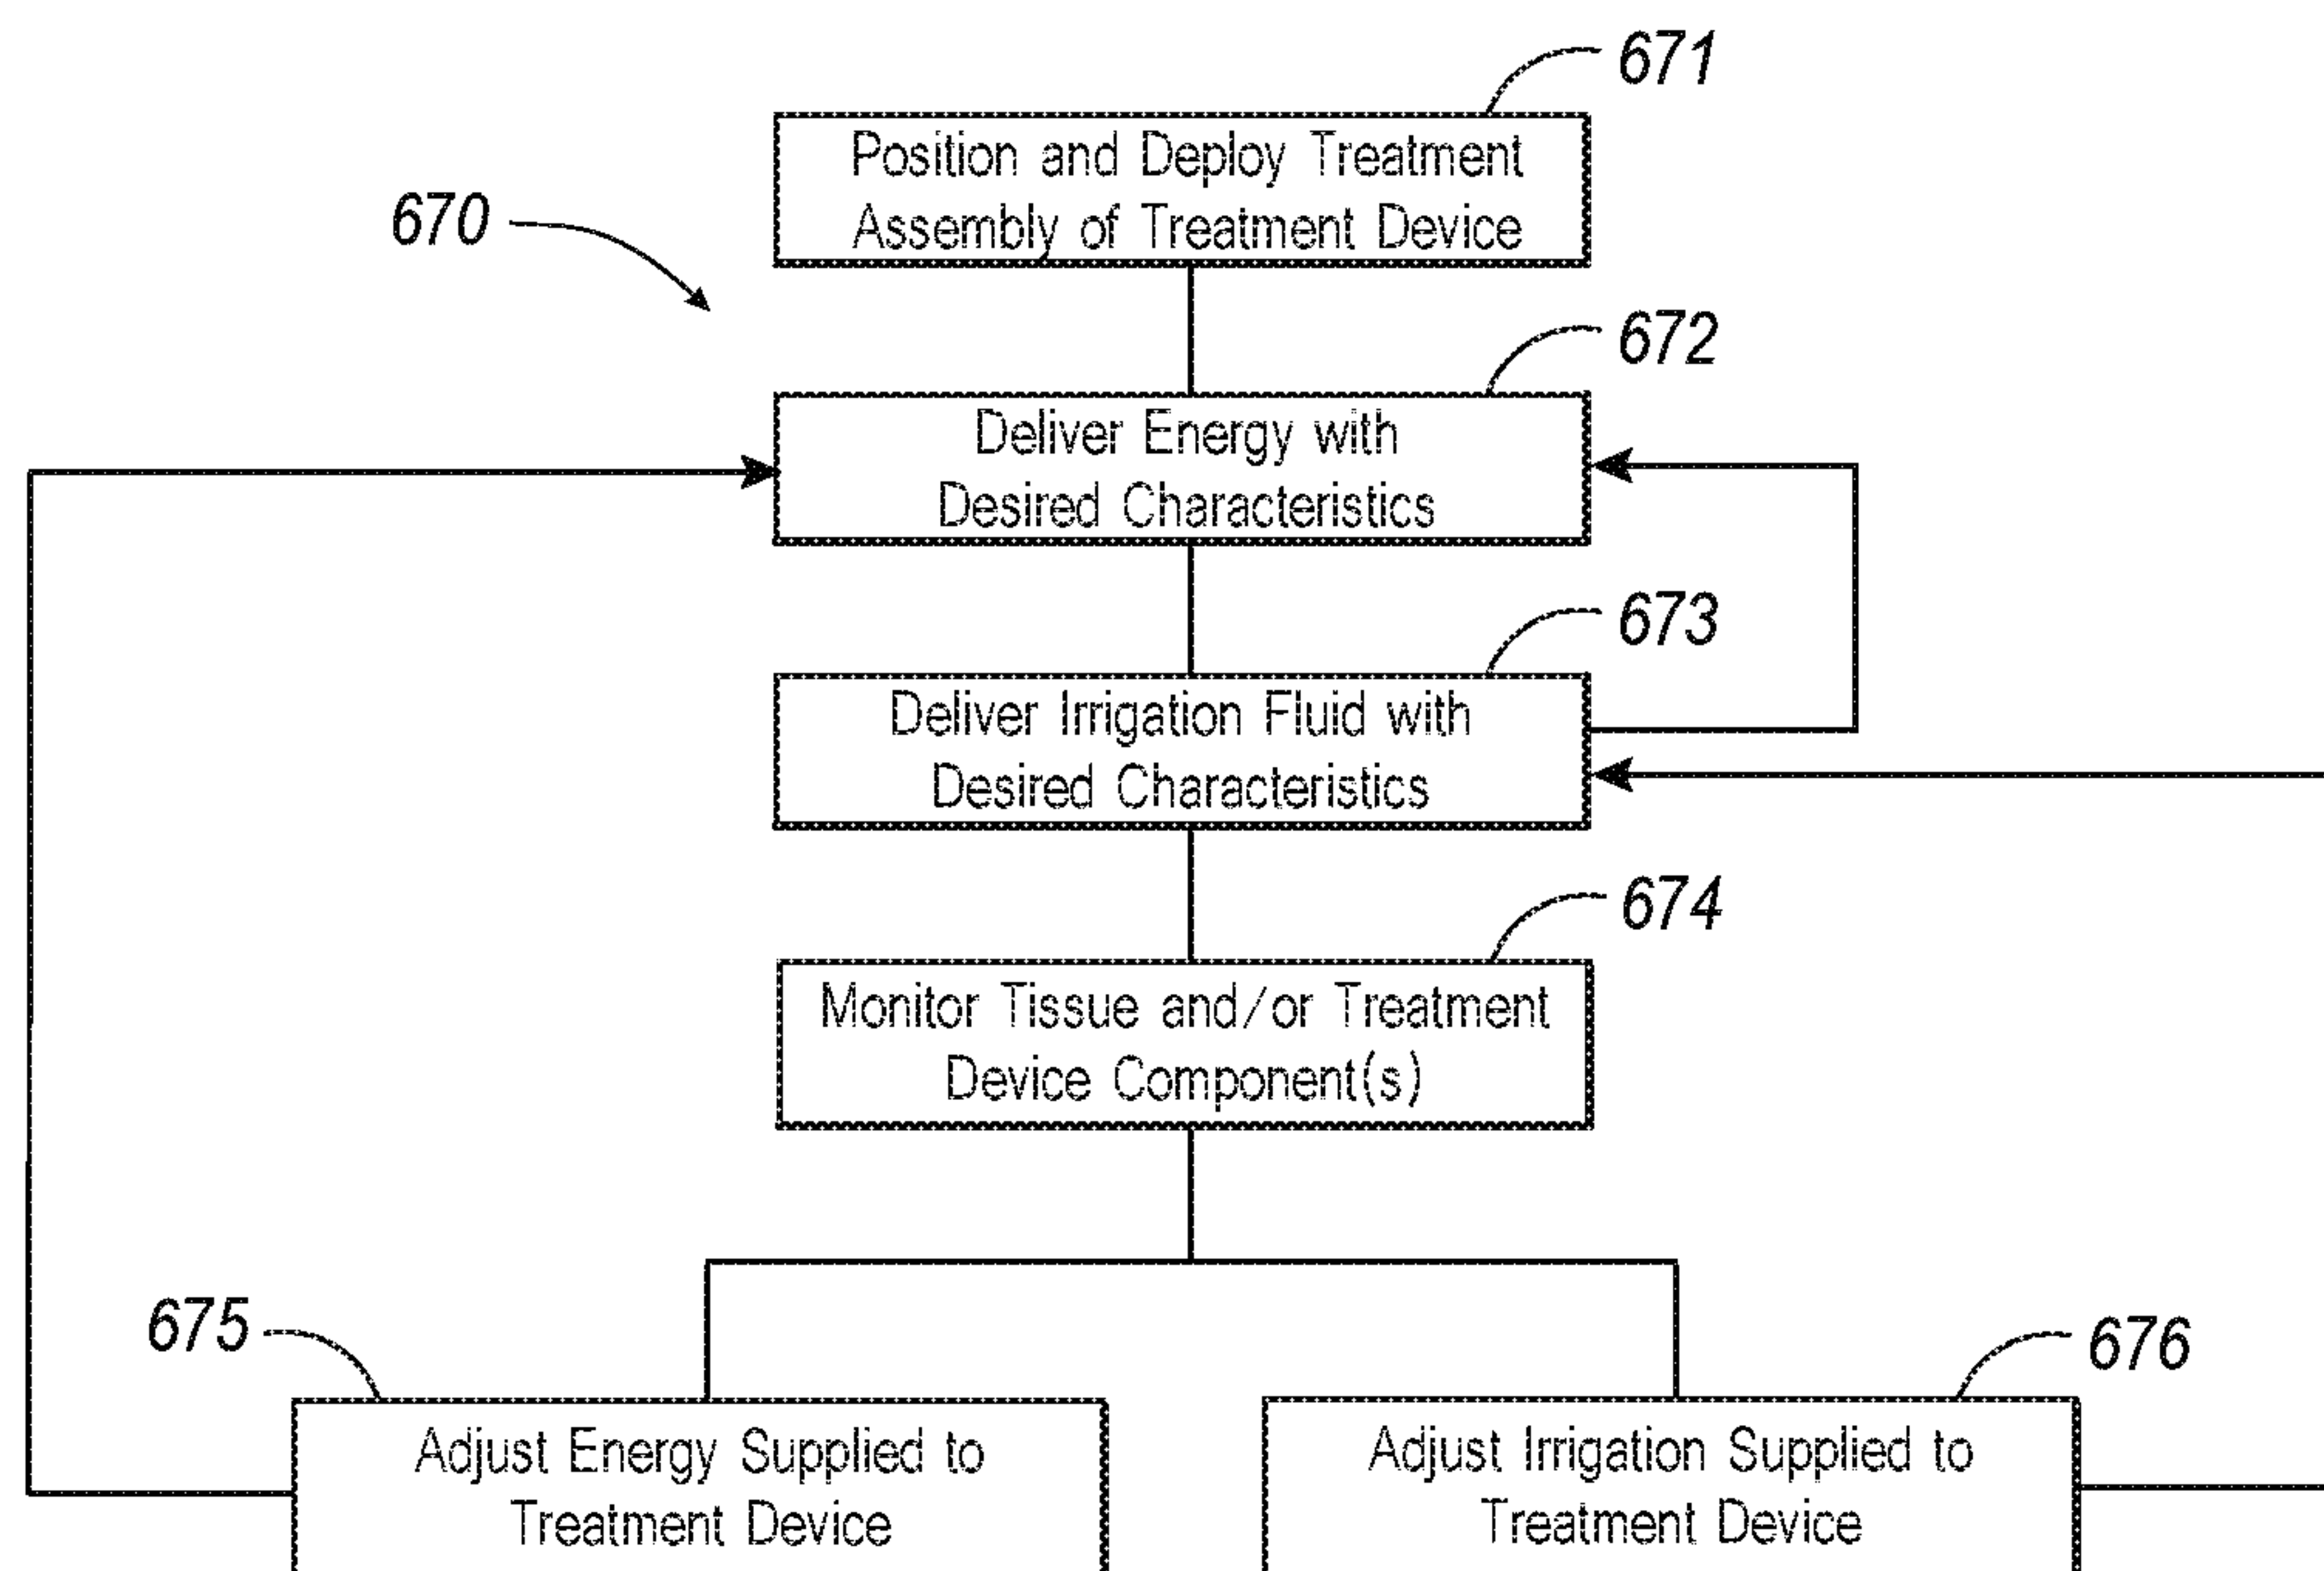 671
Position and Deploy Treatment
Assembly of Treatment Device
670
672
Deliver Energy with
Desired Characteristics
673
Deliver Irrigation Fluid with
Desired Characteristics
674
Monitor Tissue and/or Treatment
Device Component(s)
675
676
Adjust Energy Supplied to
Treatment Device
Adjust Irrigation Supplied to
Treatment Device